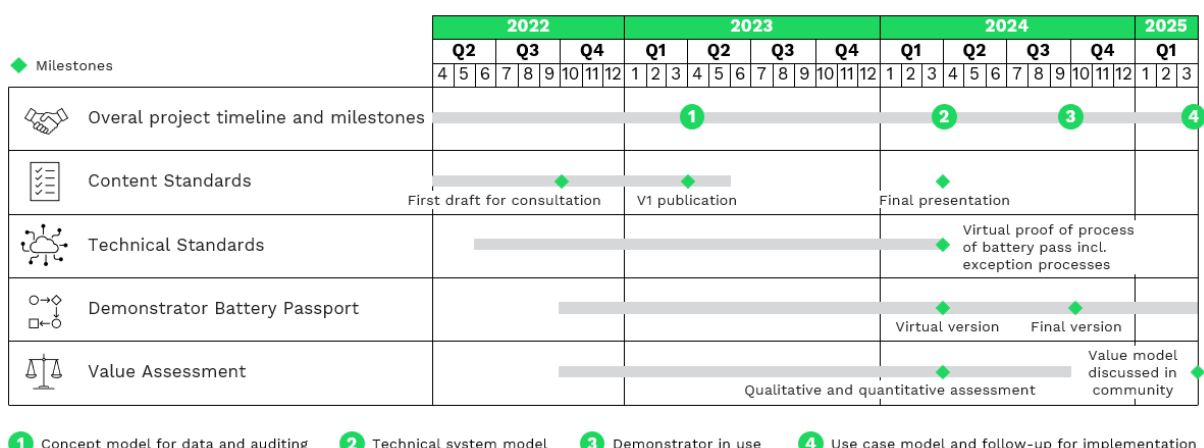 2022 2023 2024 2025
Q2 Q3 Q4 Q1 Q2 Q3 Q4 Q1 Q2 Q3 Q4 Q1
Milestones
4 5 6 7 8 9 10 11 12 1 2 3 4 5 6 7 8 9 10 11 12 1 2 3 4 5 6 7 8 9 10 11 12 1 2 3
Overal project timeline and milestones 1 2 3 4
Content Standards
First draft for consultation V1 publication Final presentation
Technical Standards
Virtual proof of process
of battery pass incl.
exception processes
Demonstrator Battery Passport
Virtual version Final version
Value Assessment
Qualitative and quantitative assessment
Value model
discussed in
community
1 Concept model for data and auditing 2 Technical system model 3 Demonstrator in use 4 Use case model and follow-up for implementation